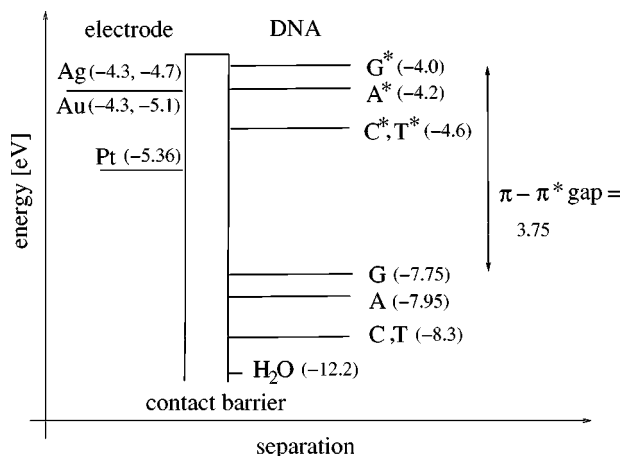 electrode
DNA
Ag (−4.3, −4.7)
Au (−4.3, −5.1)
Pt (−5.36)
G* (−4.0)
A* (−4.2)
C*, T* (−4.6)
π − π* gap =
3.75
G (−7.75)
A (−7.95)
C ,T (−8.3)
H₂O (−12.2)
contact barrier
energy [eV]
separation